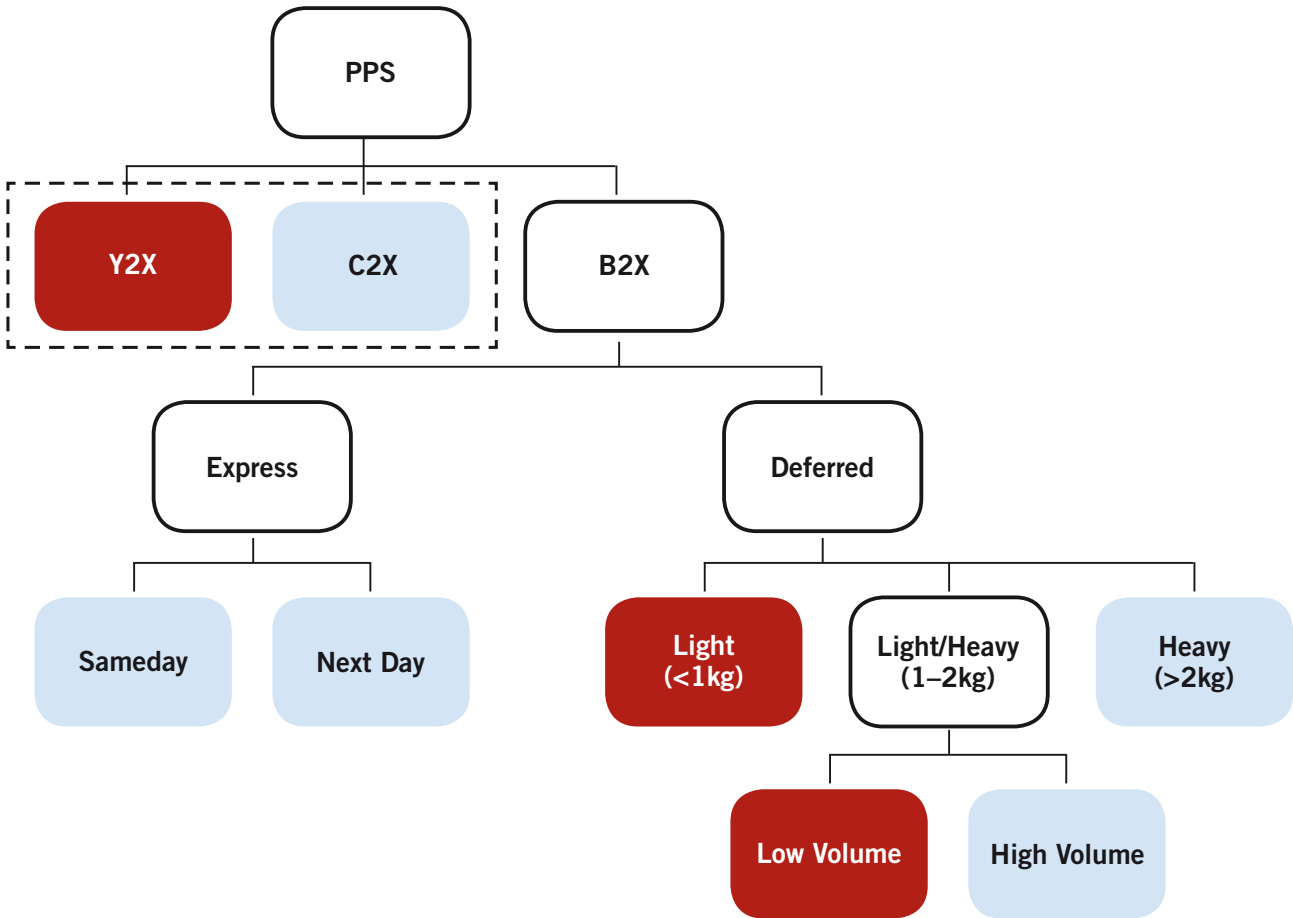 PPS
Y2X
C2X
B2X
Express
Deferred
Sameday
Next Day
Light
(<1kg)
Light/Heavy
(1–2kg)
Heavy
(>2kg)
Low Volume
High Volume